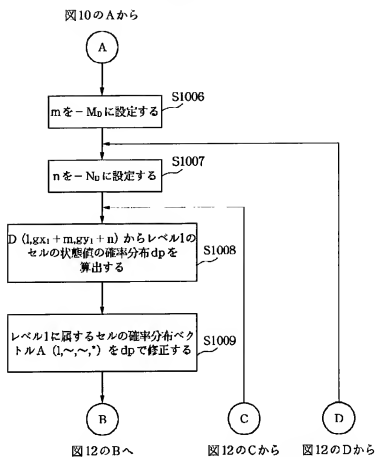 図10のAから
A
S1006
mを－MDに設定する
S1007
nを－NDに設定する
D（l,gx1＋m,gy1＋n）からレベルlの
セルの状態値の確率分布dpを
算出する
S1008
レベルlに属するセルの確率分布ベク
トルA（l,～,～,*）をdpで修正する
S1009
B
C
D
図12のBへ
図12のCから
図12のDから